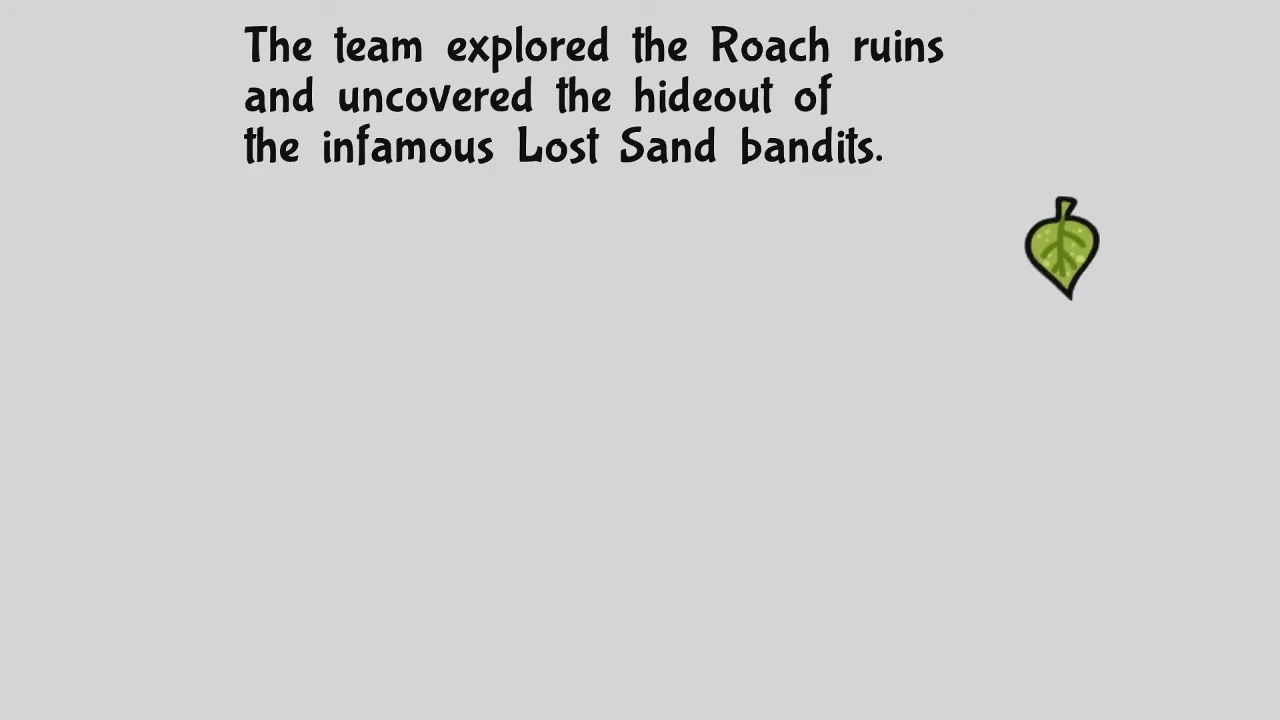 The team explored the Roach ruins
and uncovered the hideout of
the infamous Lost Sand bandits.